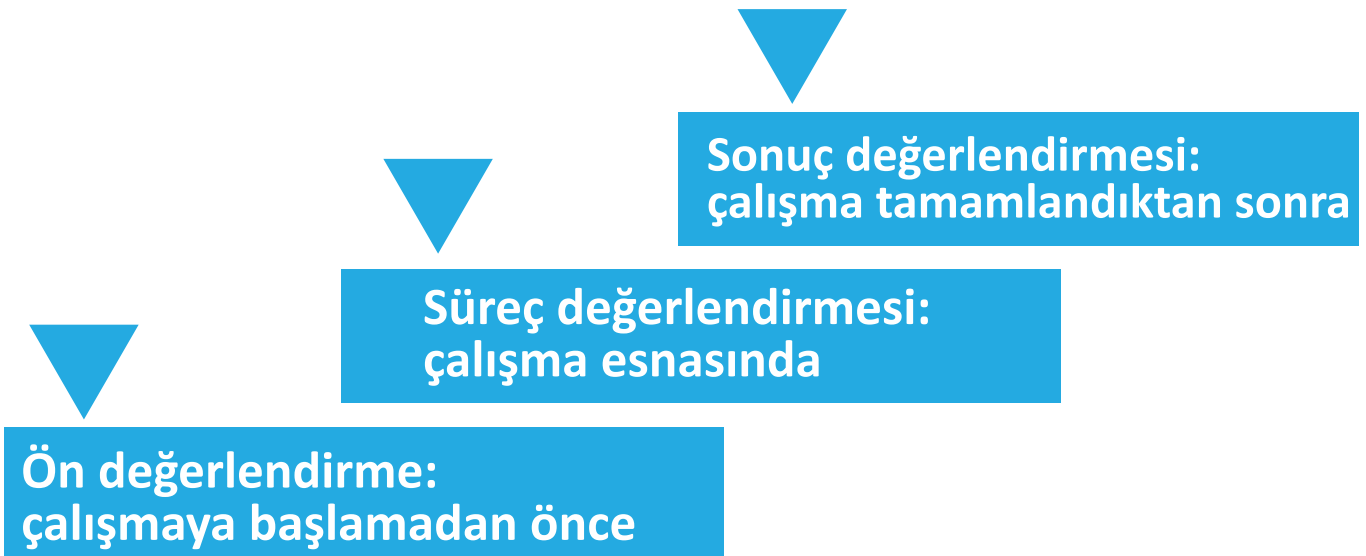 Sonuç değerlendirmesi:
çalışma tamamlandıktan sonra
Süreç değerlendirmesi:
çalışma esnasında
Ön değerlendirme:
çalışmaya başlamadan önce